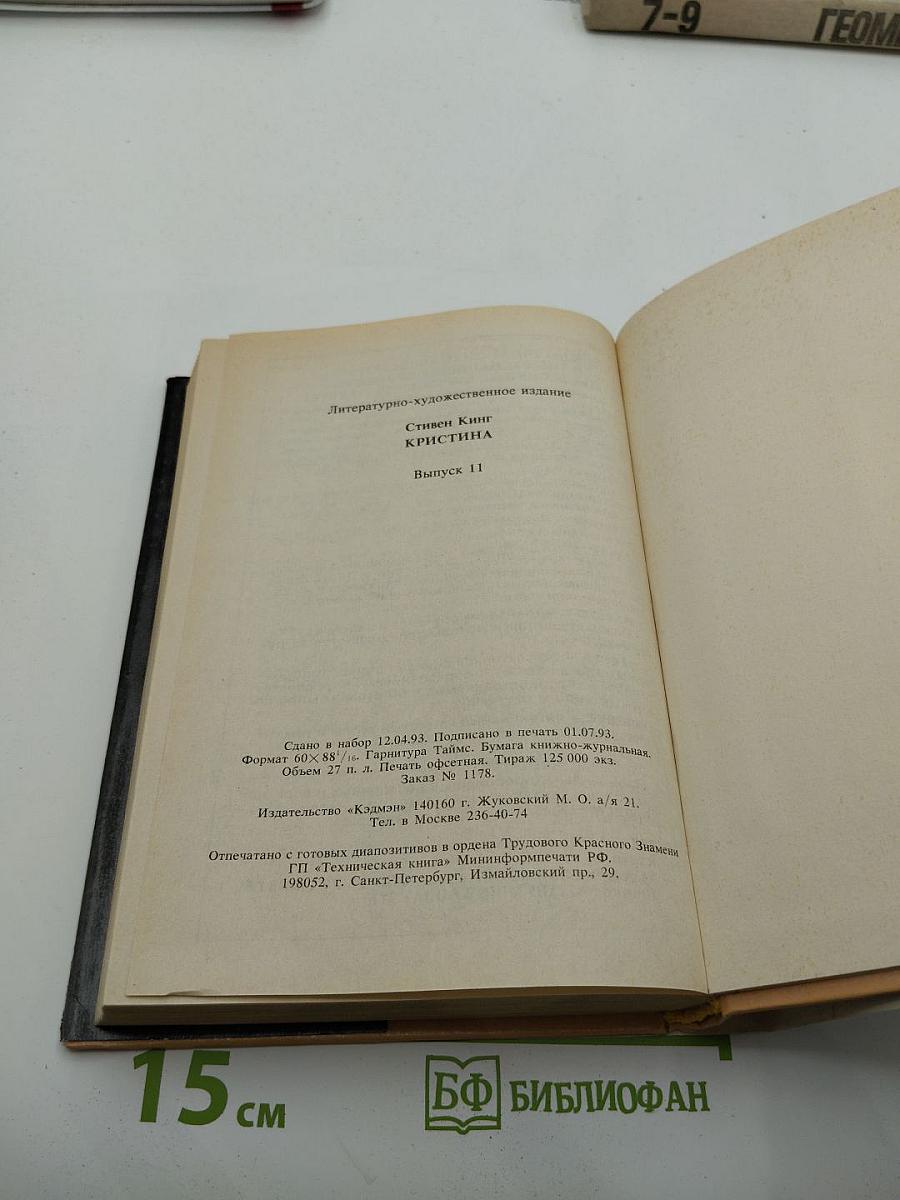 7-9 ГЕОМ
Литературно-художественное издание
Стивен Кинг
КРИСТИНА
Выпуск 11
Сдано в набор 12.04.93. Подписано в печать 01.07.93.
Формат 60×88¹/₁₆. Гарнитура Таймс. Бумага книжно-журнальная.
Объем 27 п. л. Печать офсетная. Тираж 125 000 экз.
Заказ № 1178.
Издательство «Кэдмэн» 140160 г. Жуковский М. О. а/я 21.
Тел. в Москве 236-40-74
Отпечатано с готовых диапозитивов в ордена Трудового Красного Знамени
ГП «Техническая книга» Мининформпечати РФ.
198052, г. Санкт-Петербург, Измайловский пр., 29.
15 см
БФ БИБЛИОФАН